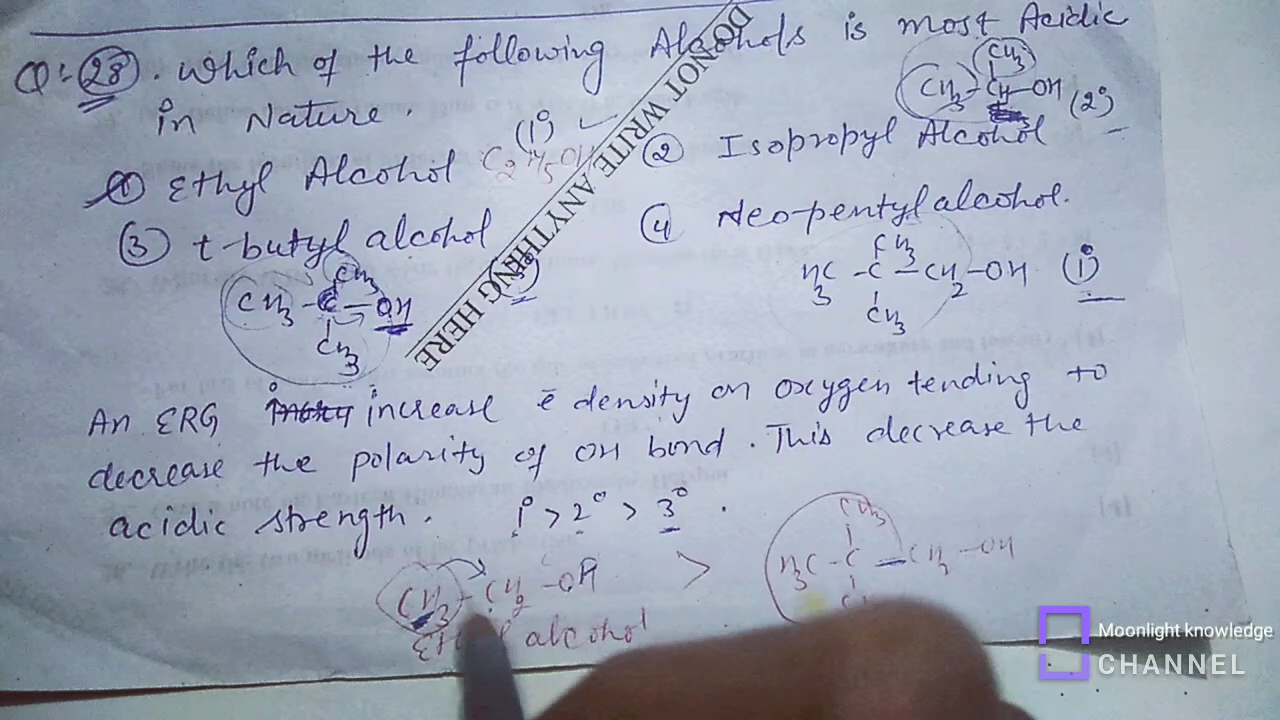 Q: 28. Which of the following Alcohols is most Acidic
in Nature.
CH3
CH3-CH-OH (2°)
(1°)
(1) Ethyl Alcohol C2H5OH (2) Isopropyl Alcohol
(3) t-butyl alcohol (4) Neo-pentylalcohol.
CH3
CH3-C-OH
CH3
(3°)
CH3
H3C-C-CH2-OH (1°)
CH3
DO NOT WRITE ANYTHING HERE
An ERG increase ē density on oxygen tending to
decrease the polarity of OH bond. This decrease the
acidic strength. 1° > 2° > 3°.
CH3
CH3-CH2-OH > H3C-C-CH2-OH
alcohol
Moonlight knowledge
CHANNEL